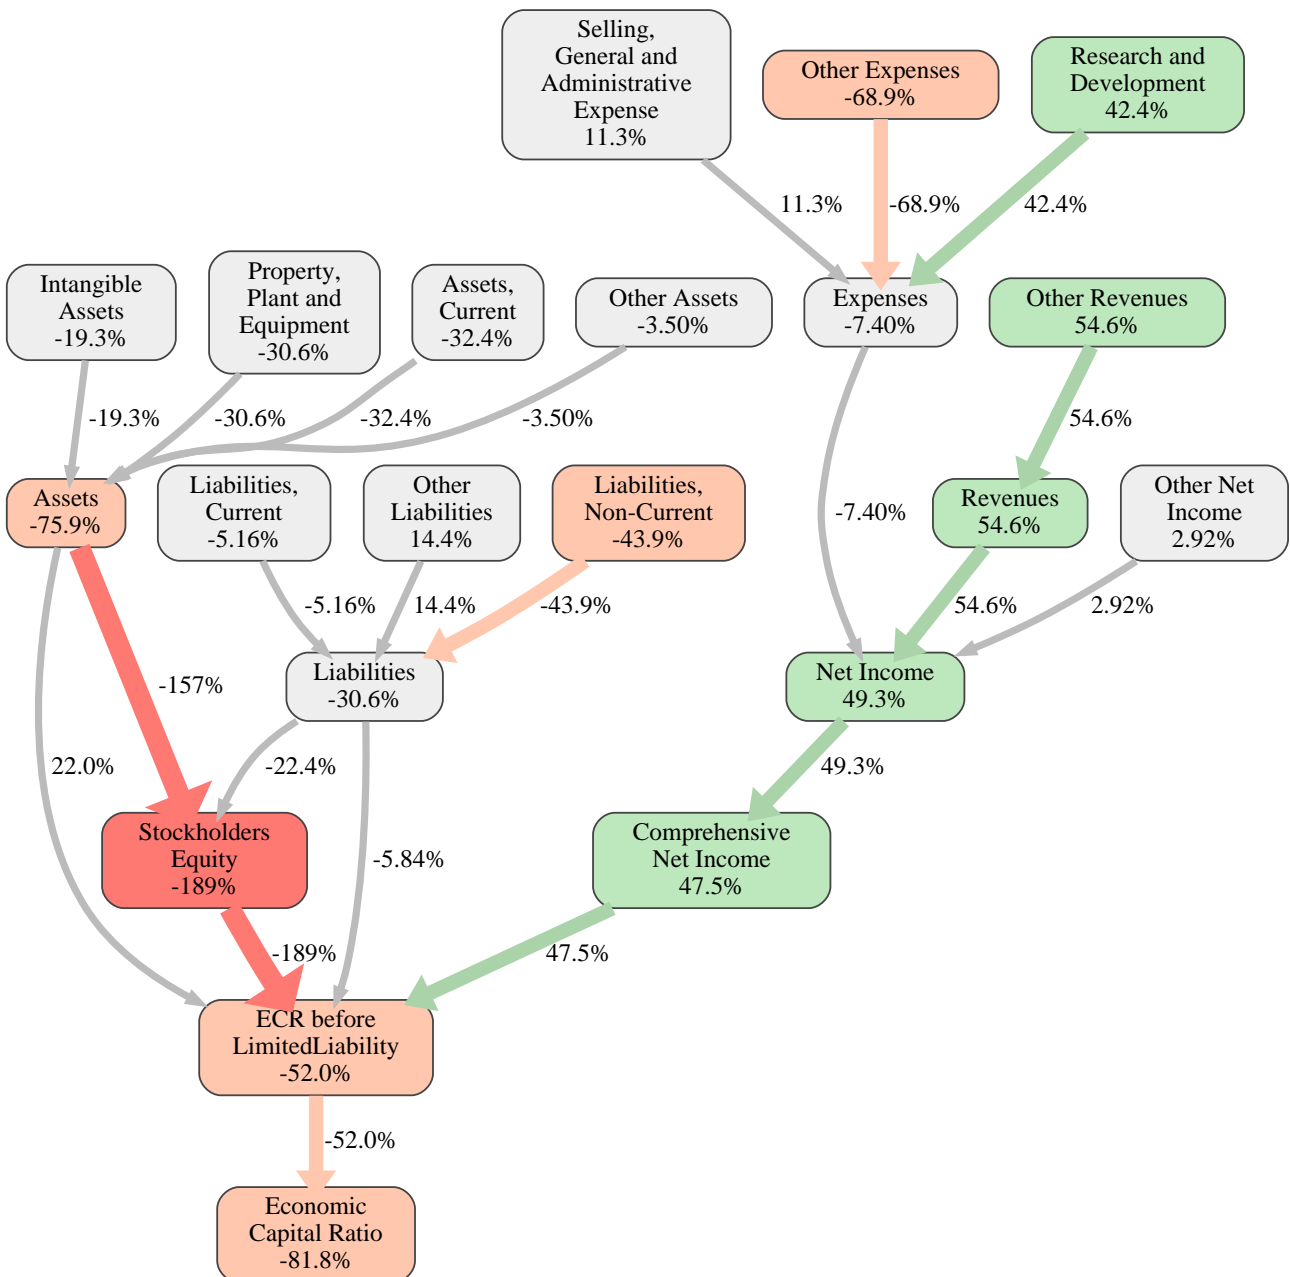 Selling,
General and
Administrative
Expense
11.3%
Other Expenses
-68.9%
Research and
Development
42.4%
11.3%
-68.9%
42.4%
Intangible
Assets
-19.3%
Property,
Plant and
Equipment
-30.6%
Assets,
Current
-32.4%
Other Assets
-3.50%
Expenses
-7.40%
Other Revenues
54.6%
-19.3%
-30.6%
-32.4%
-3.50%
54.6%
Assets
-75.9%
Liabilities,
Current
-5.16%
Other
Liabilities
14.4%
Liabilities,
Non-Current
-43.9%
-7.40%
Revenues
54.6%
Other Net
Income
2.92%
-5.16%
14.4%
-43.9%
54.6%
2.92%
-157%
Liabilities
-30.6%
Net Income
49.3%
22.0%
-22.4%
49.3%
Stockholders
Equity
-189%
-5.84%
Comprehensive
Net Income
47.5%
-189%
47.5%
ECR before
LimitedLiability
-52.0%
-52.0%
Economic
Capital Ratio
-81.8%